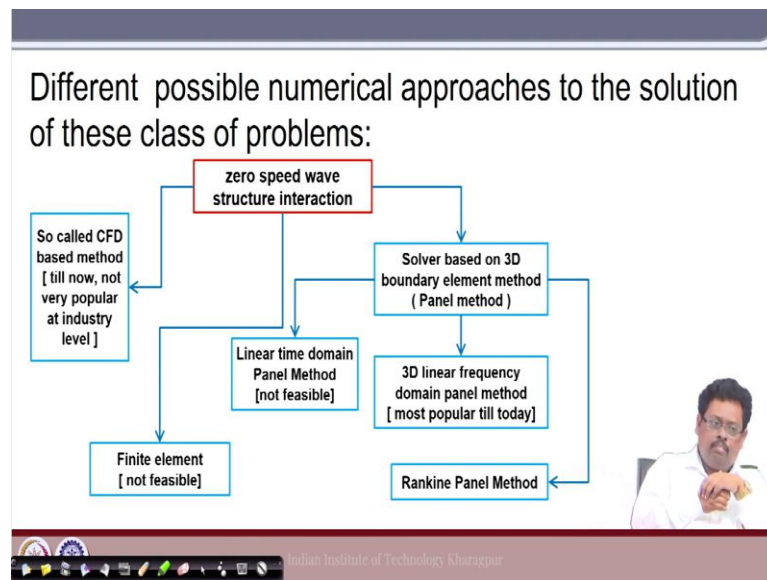 Different possible numerical approaches to the solution
of these class of problems:
zero speed wave
structure interaction
So called CFD
based method
[ till now, not
very popular
at industry
level ]
Solver based on 3D
boundary element method
( Panel method )
Linear time domain
Panel Method
[not feasible]
3D linear frequency
domain panel method
[ most popular till today]
Finite element
[ not feasible]
Rankine Panel Method
Indian Institute of Technology Kharagpur